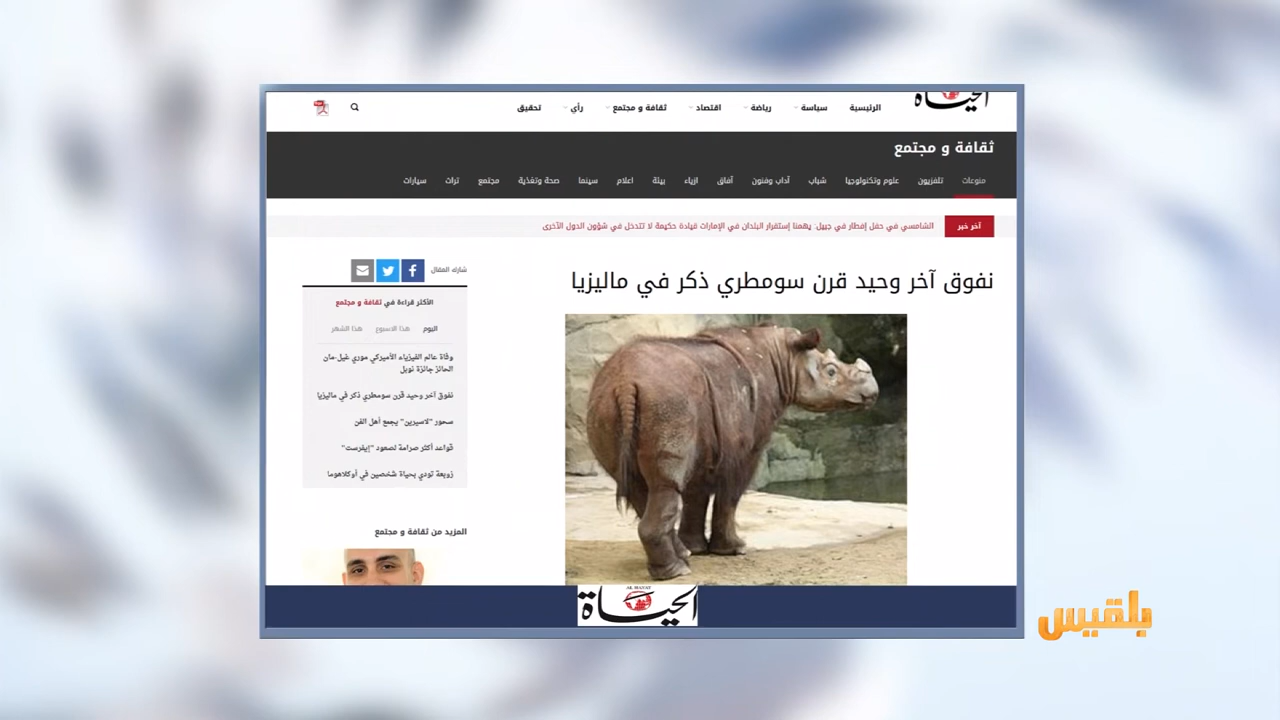 الحياة
الرئيسية سياسة رياضة اقتصاد ثقافة و مجتمع رأي تحقيق
ثقافة و مجتمع
منوعات تلفزيون علوم وتكنولوجيا شباب آداب وفنون آفاق ازياء بيئة اعلام سينما صحة وتغذية مجتمع تراث سيارات
آخر خبر
الشامسي في حفل إفطار في جبيل: يهمنا إستقرار البلدان في الإمارات قيادة حكيمة لا تتدخل في شؤون الدول الآخرى
نفوق آخر وحيد قرن سومطري ذكر في ماليزيا
شارك المقال
الأكثر قراءة في ثقافة و مجتمع
اليوم هذا الاسبوع هذا الشهر
وفاة عالم الفيزياء الأميركي موري غيل-مان
الحائز جائزة نوبل
نفوق آخر وحيد قرن سومطري ذكر في ماليزيا
سحور "لاسيرين" يجمع أهل الفن
قواعد أكثر صرامة لصعود "إيفرست"
زوبعة تودي بحياة شخصين في أوكلاهوما
المزيد من ثقافة و مجتمع
AL HAYAT
الحياة
بلقيس